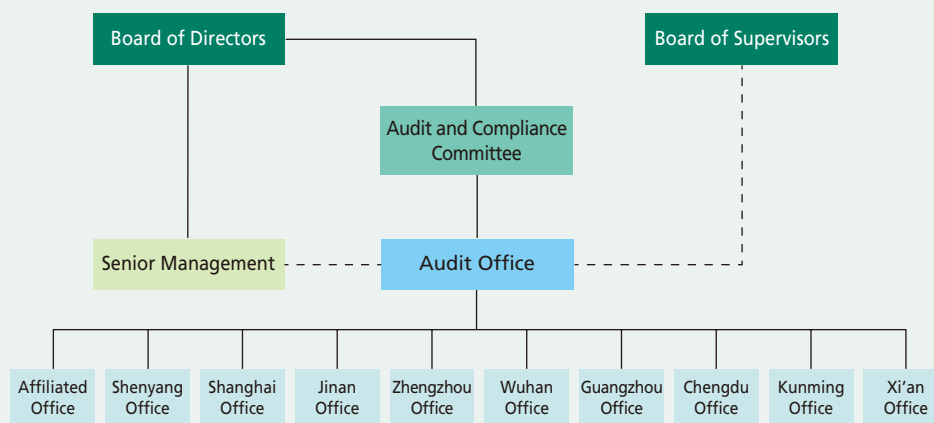 Board of Directors
Board of Supervisors
Audit and Compliance
Committee
Senior Management
Audit Office
Affiliated
Office
Shenyang
Office
Shanghai
Office
Jinan
Office
Zhengzhou
Office
Wuhan
Office
Guangzhou
Office
Chengdu
Office
Kunming
Office
Xi’an
Office